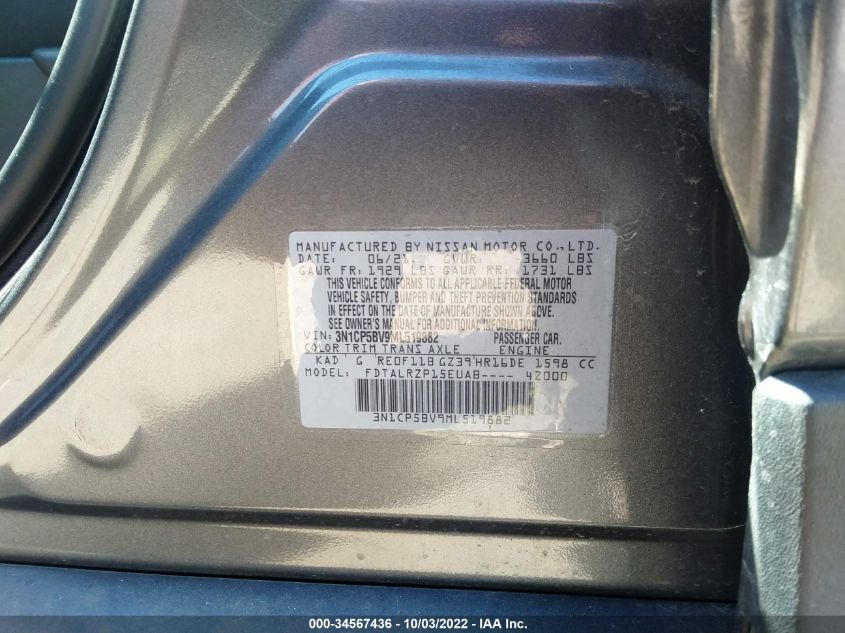 MANUFACTURED BY NISSAN MOTOR CO.,LTD.
DATE: 06/21. GVWR: 3660 LBS
GAWR FR: 1929 LBS GAWR RR: 1731 LBS
THIS VEHICLE CONFORMS TO ALL APPLICABLE FEDERAL MOTOR
VEHICLE SAFETY, BUMPER AND THEFT PREVENTION STANDARDS
IN EFFECT ON THE DATE OF MANUFACTURE SHOWN ABOVE.
SEE OWNER'S MANUAL FOR ADDITIONAL INFORMATION
VIN: 3N1CP5BV9ML519882 PASSENGER CAR.
COLOR TRIM TRANS AXLE ENGINE
KAD G RE0F11B GZ39 HR16DE 1598 CC
MODEL: FDTALRZP15EUA8---- 42000
3N1CP5BV9ML519882
000-34567436 - 10/03/2022 - IAA Inc.